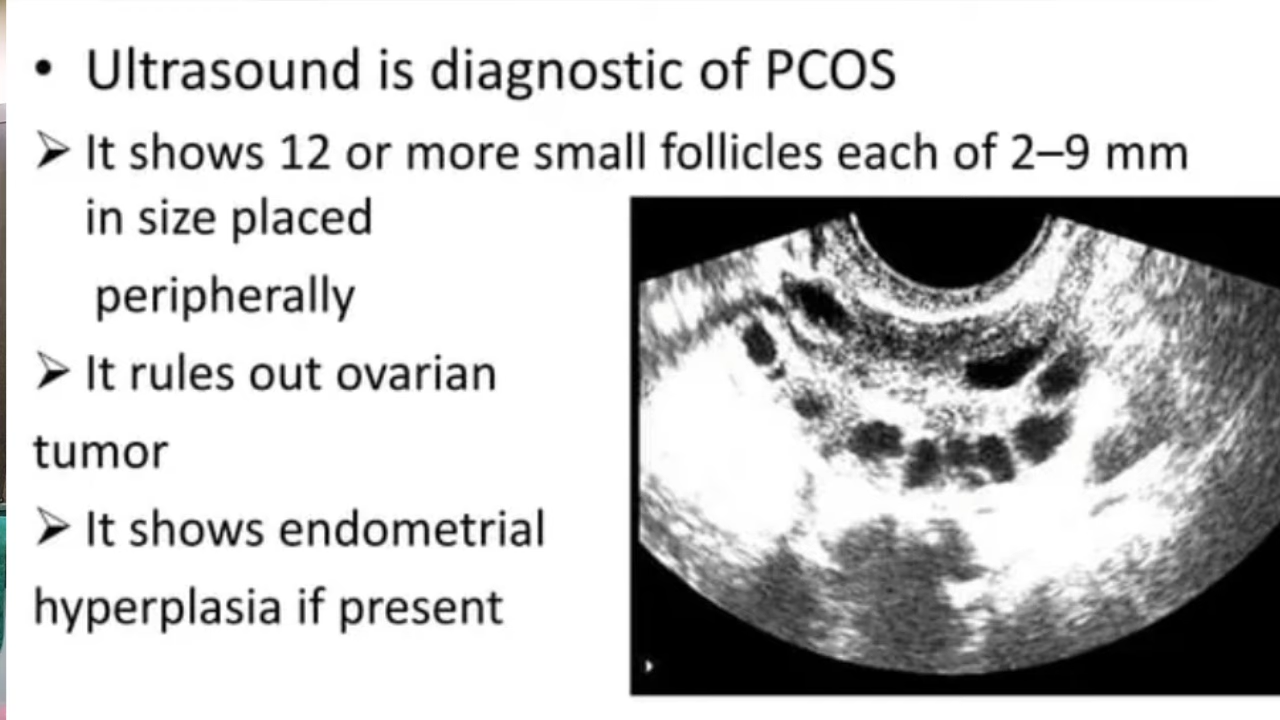 • Ultrasound is diagnostic of PCOS
➢ It shows 12 or more small follicles each of 2–9 mm
in size placed
peripherally
➢ It rules out ovarian
tumor
➢ It shows endometrial
hyperplasia if present